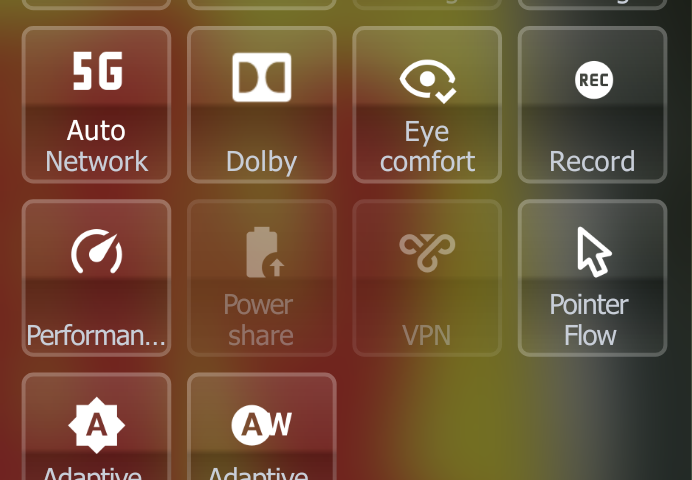 5G
Auto
Network
Dolby
Eye
comfort
REC
Record
Performan...
Power
share
VPN
Pointer
Flow
A
Adaptive
AW
Adaptive